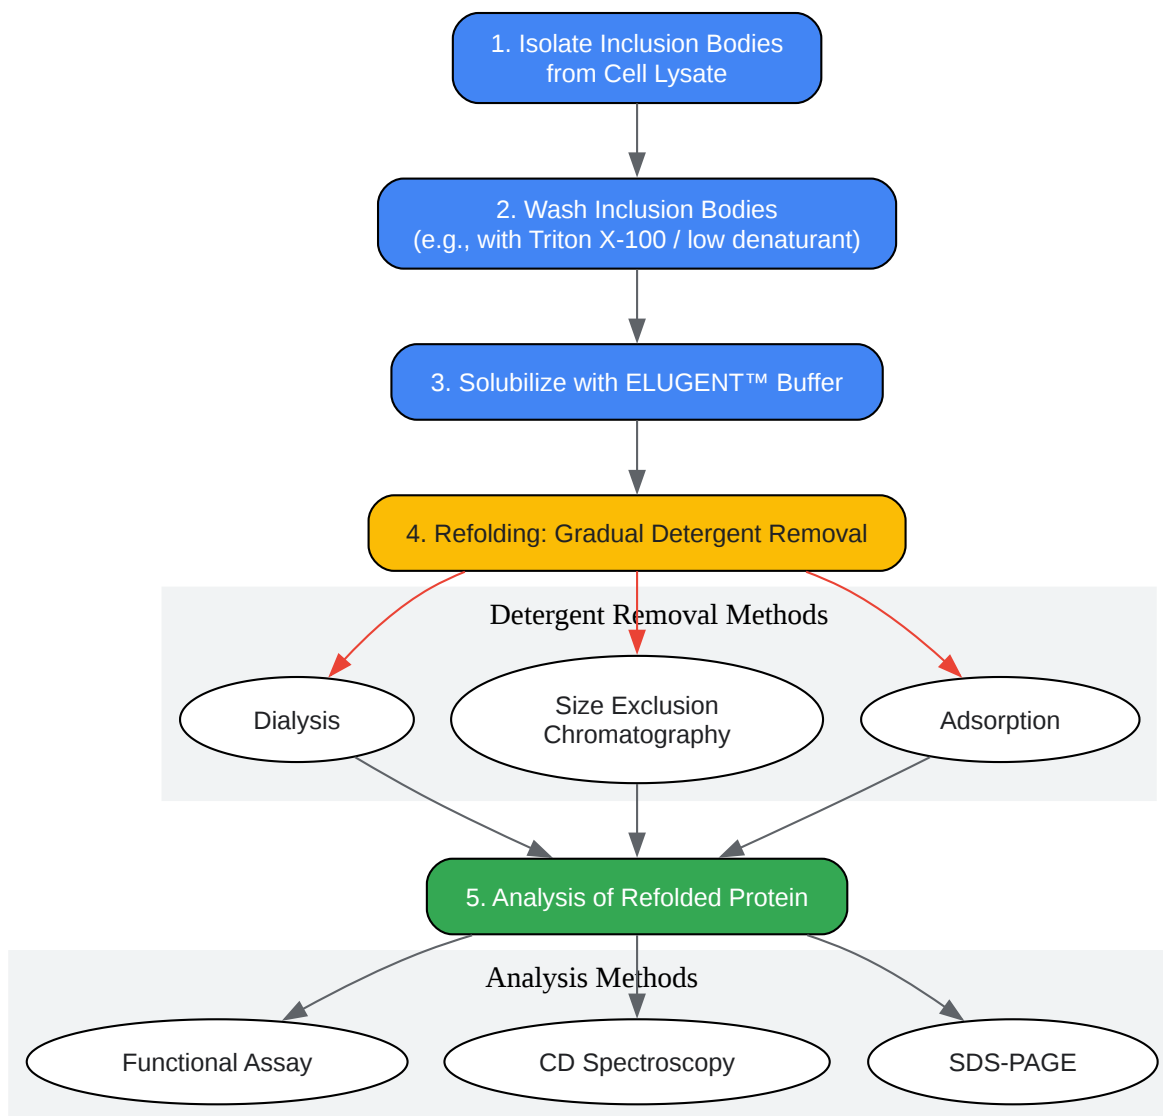 1. Isolate Inclusion Bodies
from Cell Lysate
2. Wash Inclusion Bodies
(e.g., with Triton X-100 / low denaturant)
3. Solubilize with ELUGENT™ Buffer
4. Refolding: Gradual Detergent Removal
Detergent Removal Methods
Dialysis
Size Exclusion
Chromatography
Adsorption
5. Analysis of Refolded Protein
Analysis Methods
Functional Assay
CD Spectroscopy
SDS-PAGE